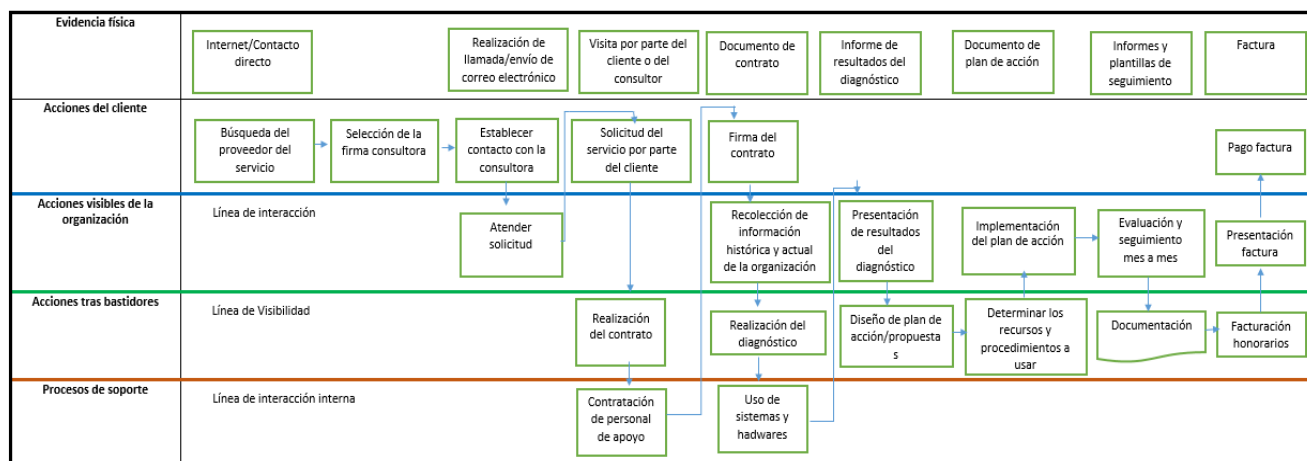 Evidencia física
Internet/Contacto
directo
Realización de
llamada/envío de
correo electrónico
Visita por parte del
cliente o del
consultor
Documento de
contrato
Informe de
resultados del
diagnóstico
Documento de
plan de acción
Informes y
plantillas de
seguimiento
Factura
Acciones del cliente
Búsqueda del
proveedor del
servicio
Selección de la
firma consultora
Establecer
contacto con la
consultora
Solicitud del
servicio por parte
del cliente
Firma del
contrato
Pago factura
Acciones visibles de la
organización
Línea de interacción
Atender
solicitud
Recolección de
información
histórica y actual
de la organización
Presentación
de resultados
del
diagnóstico
Implementación
del plan de acción
Evaluación y
seguimiento
mes a mes
Presentación
factura
Acciones tras bastidores
Línea de Visibilidad
Realización
del contrato
Realización del
diagnóstico
Diseño de plan de
acción/propuesta
s
Determinar los
recursos y
procedimientos a
usar
Documentación
Facturación
honorarios
Procesos de soporte
Línea de interacción interna
Contratación
de personal
de apoyo
Uso de
sistemas y
hadwares